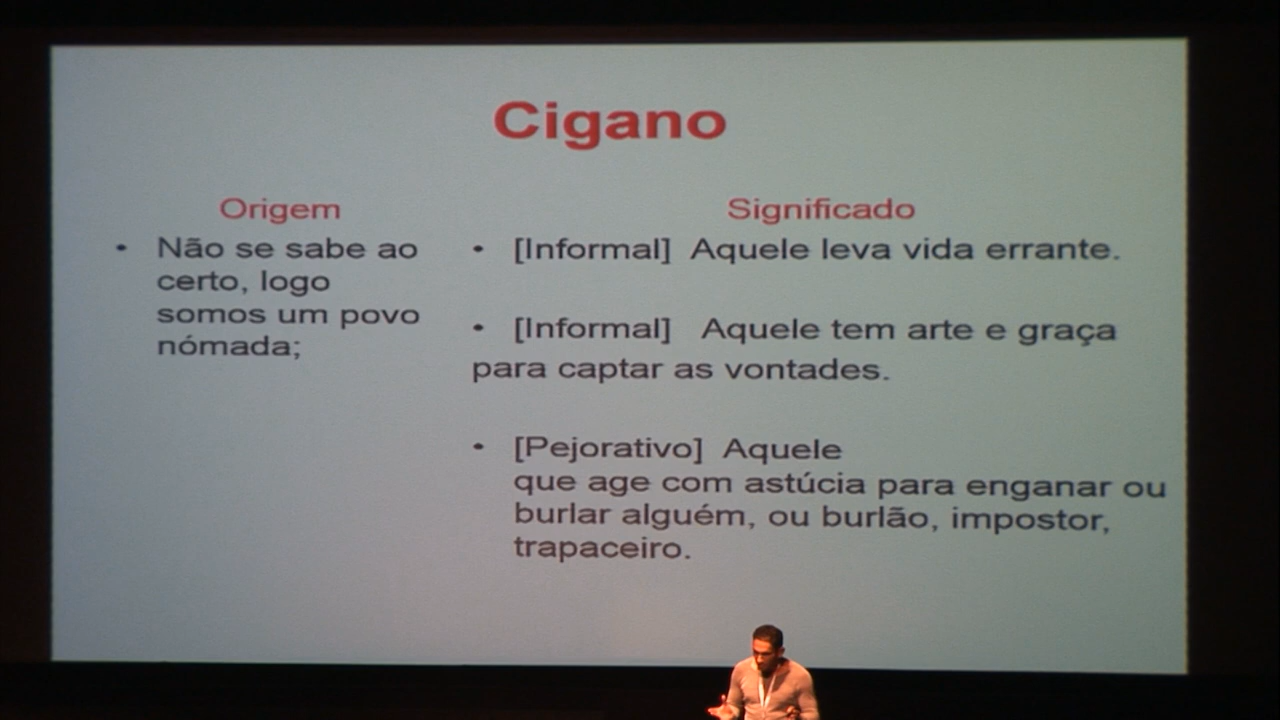 Cigano
Origem
• Não se sabe ao
certo, logo
somos um povo
nómada;
Significado
• [Informal] Aquele leva vida errante.
• [Informal] Aquele tem arte e graça
para captar as vontades.
• [Pejorativo] Aquele
que age com astúcia para enganar ou
burlar alguém, ou burlão, impostor,
trapaceiro.